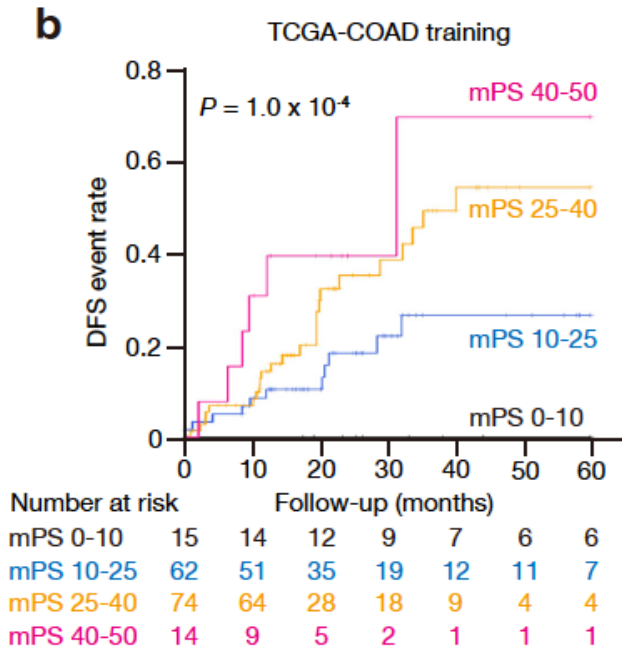 b
TCGA-COAD training
0.8
P = 1.0 x 10⁻⁴
mPS 40-50
0.6
mPS 25-40
0.4
DFS event rate
mPS 10-25
0.2
mPS 0-10
0
0 10 20 30 40 50 60
Number at risk Follow-up (months)
mPS 0-10 15 14 12 9 7 6 6
mPS 10-25 62 51 35 19 12 11 7
mPS 25-40 74 64 28 18 9 4 4
mPS 40-50 14 9 5 2 1 1 1